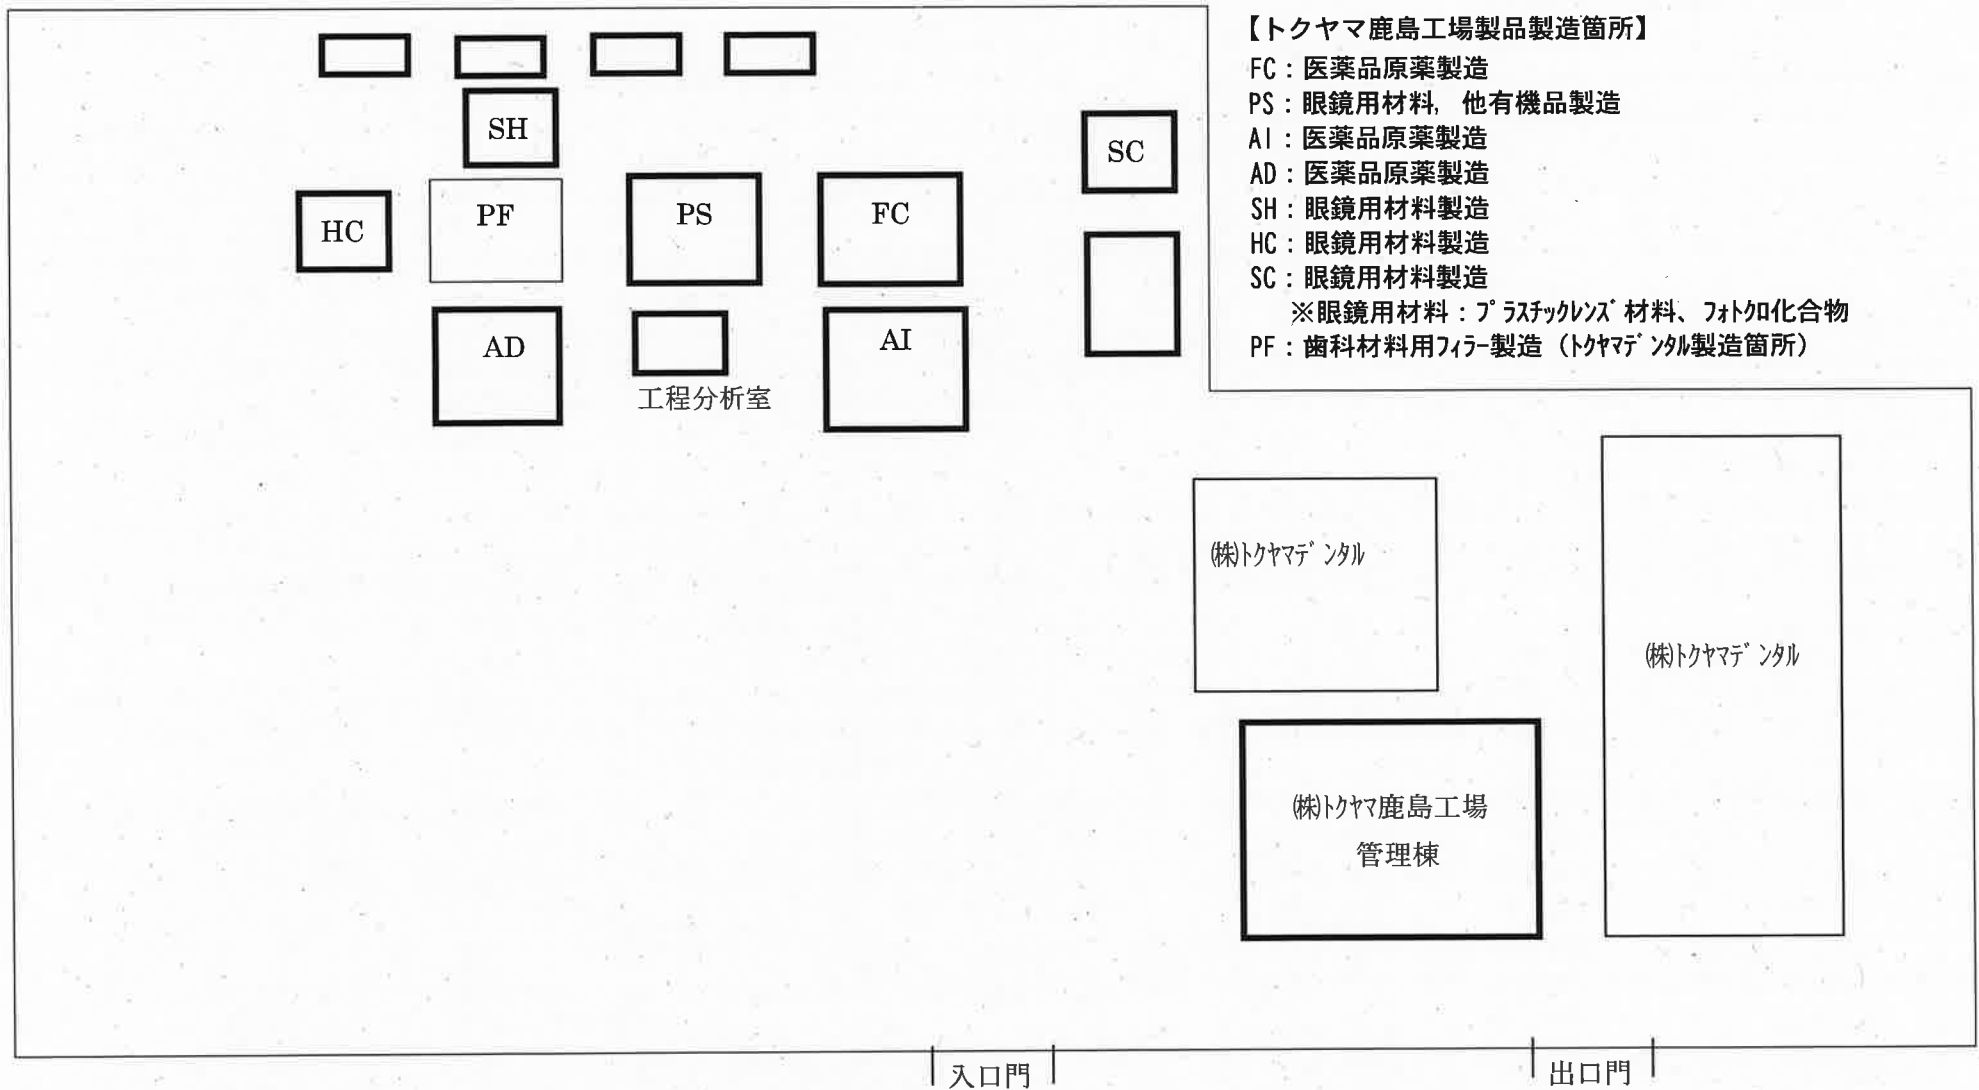 【トクヤマ鹿島工場製品製造箇所】
FC：医薬品原薬製造
PS：眼鏡用材料，他有機品製造
AI：医薬品原薬製造
AD：医薬品原薬製造
SH：眼鏡用材料製造
HC：眼鏡用材料製造
SC：眼鏡用材料製造
※眼鏡用材料：ﾌﾟﾗｽﾁｯｸﾚﾝｽﾞ材料、ﾌｫﾄｸﾛ化合物
PF：歯科材料用ﾌｨﾗｰ製造（ﾄｸﾔﾏﾃﾞﾝﾀﾙ製造箇所）
SH
SC
HC
PF
PS
FC
AD
工程分析室
AI
㈱ﾄｸﾔﾏﾃﾞﾝﾀﾙ
㈱ﾄｸﾔﾏﾃﾞﾝﾀﾙ
㈱ﾄｸﾔﾏ鹿島工場
管理棟
入口門
出口門